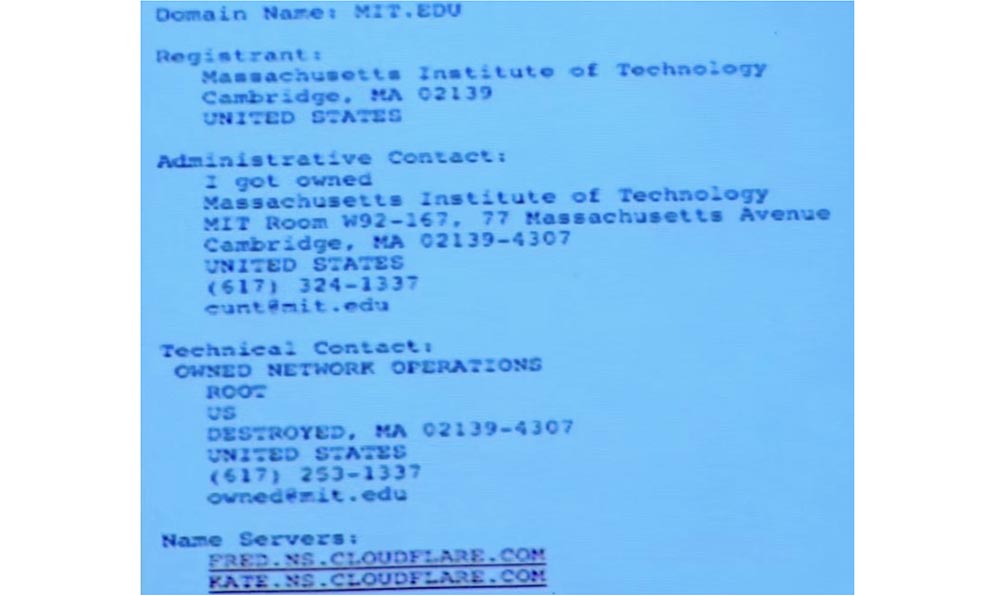 Domain Name: MIT.EDU
Registrant:
Massachusetts Institute of Technology
Cambridge, MA 02139
UNITED STATES
Administrative Contact:
I got owned
Massachusetts Institute of Technology
MIT Room W92-167, 77 Massachusetts Avenue
Cambridge, MA 02139-4307
UNITED STATES
(617) 324-1337
cunt@mit.edu
Technical Contact:
OWNED NETWORK OPERATIONS
ROOT
US
DESTROYED, MA 02139-4307
UNITED STATES
(617) 253-1337
owned@mit.edu
Name Servers:
FRED.NS.CLOUDFLARE.COM
KATE.NS.CLOUDFLARE.COM